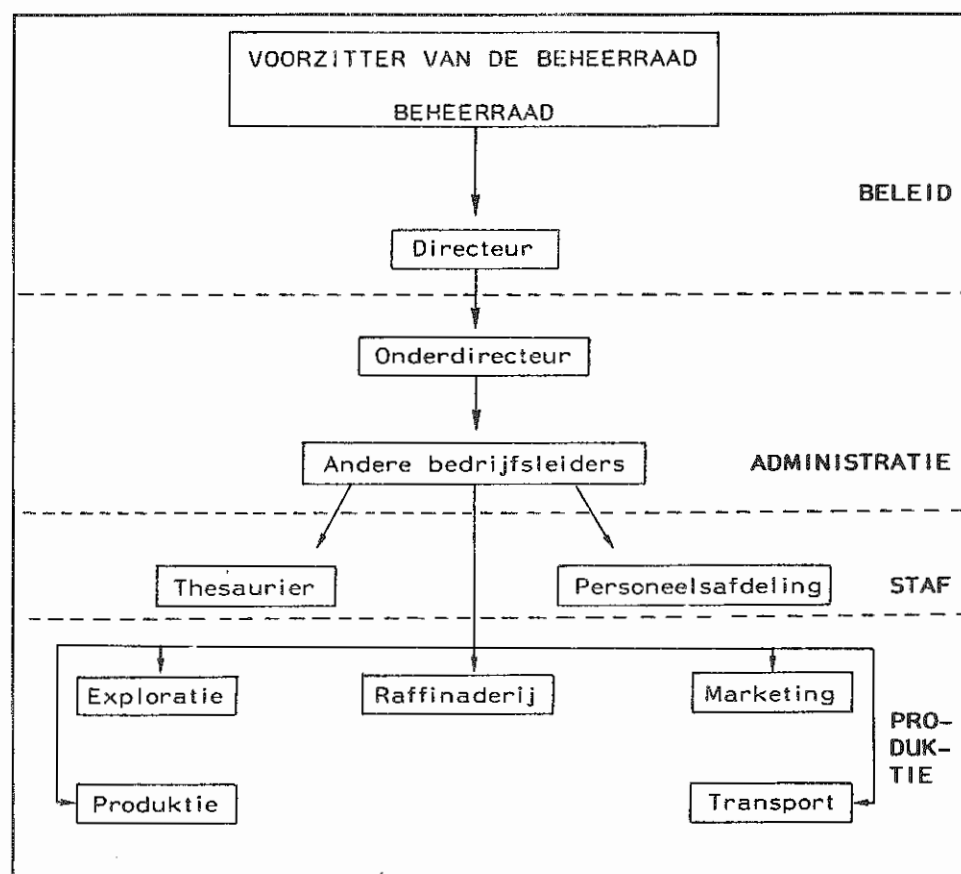 VOORZITTER VAN DE BEHEERRAAD
BEHEERRAAD
BELEID
Directeur
Onderdirecteur
Andere bedrijfsleiders
ADMINISTRATIE
Thesaurier
Personeelsafdeling
STAF
Exploratie
Raffinaderij
Marketing
PRO-
DUK-
TIE
Produktie
Transport